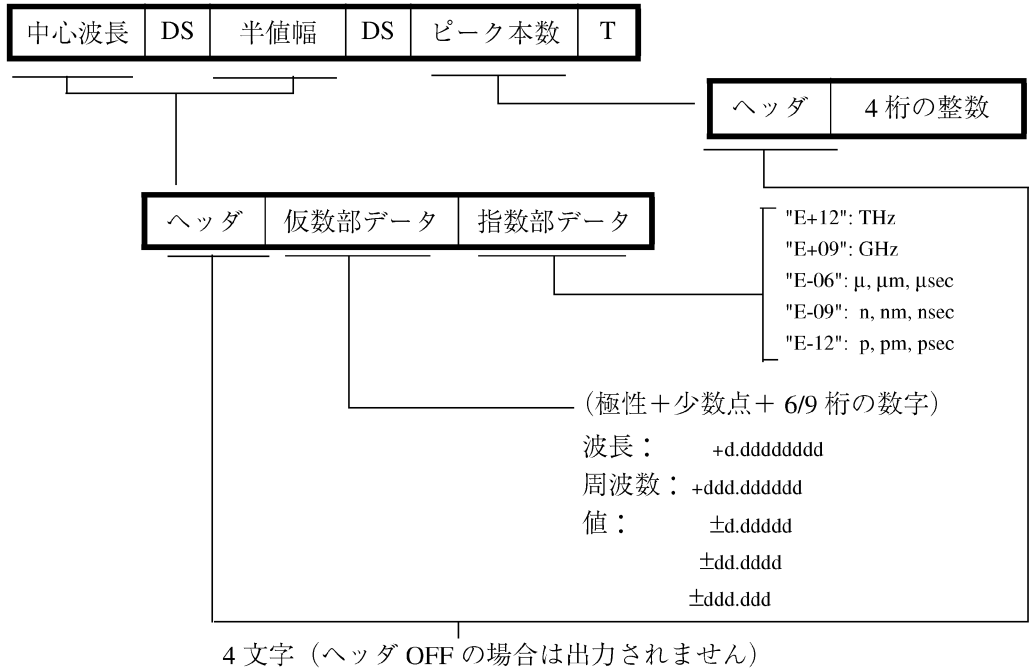 中心波長 DS 半値幅 DS ピーク本数 T
ヘッダ 4 桁の整数
ヘッダ 仮数部データ 指数部データ
"E+12": THz
"E+09": GHz
"E-06": μ, μm, μsec
"E-09": n, nm, nsec
"E-12": p, pm, psec
（極性＋少数点＋ 6/9 桁の数字）
波長： +d.dddddddd
周波数： +ddd.dddddd
値： ±d.ddddd
±dd.dddd
±ddd.ddd
4 文字（ヘッダ OFF の場合は出力されません）